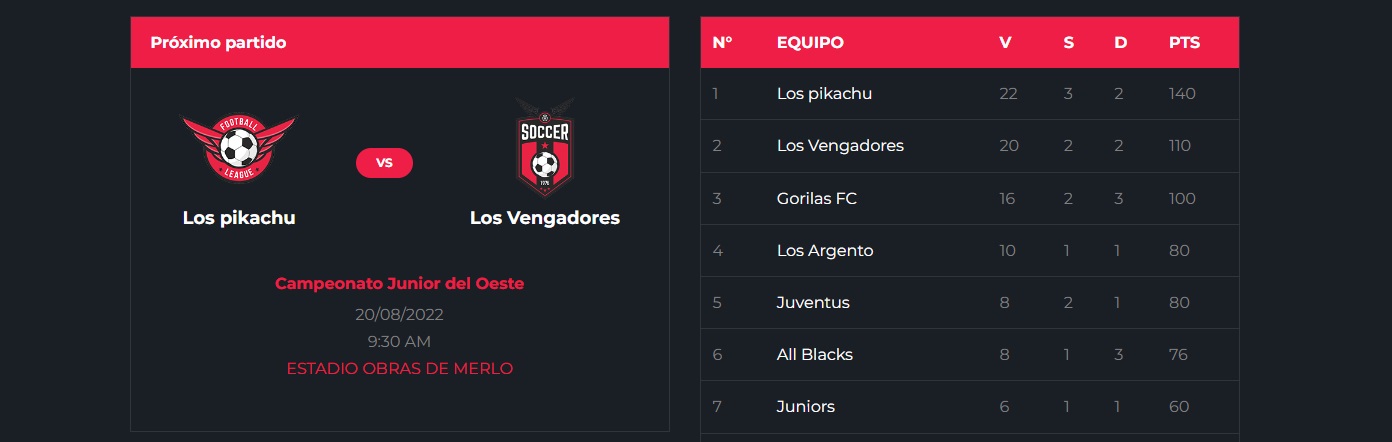 Próximo partido
FOOTBALL
LEAGUE
VS
SOCCER
1776
Los pikachu
Los Vengadores
Campeonato Junior del Oeste
20/08/2022
9:30 AM
ESTADIO OBRAS DE MERLO
N° EQUIPO V S D PTS
1 Los pikachu 22 3 2 140
2 Los Vengadores 20 2 2 110
3 Gorilas FC 16 2 3 100
4 Los Argento 10 1 1 80
5 Juventus 8 2 1 80
6 All Blacks 8 1 3 76
7 Juniors 6 1 1 60